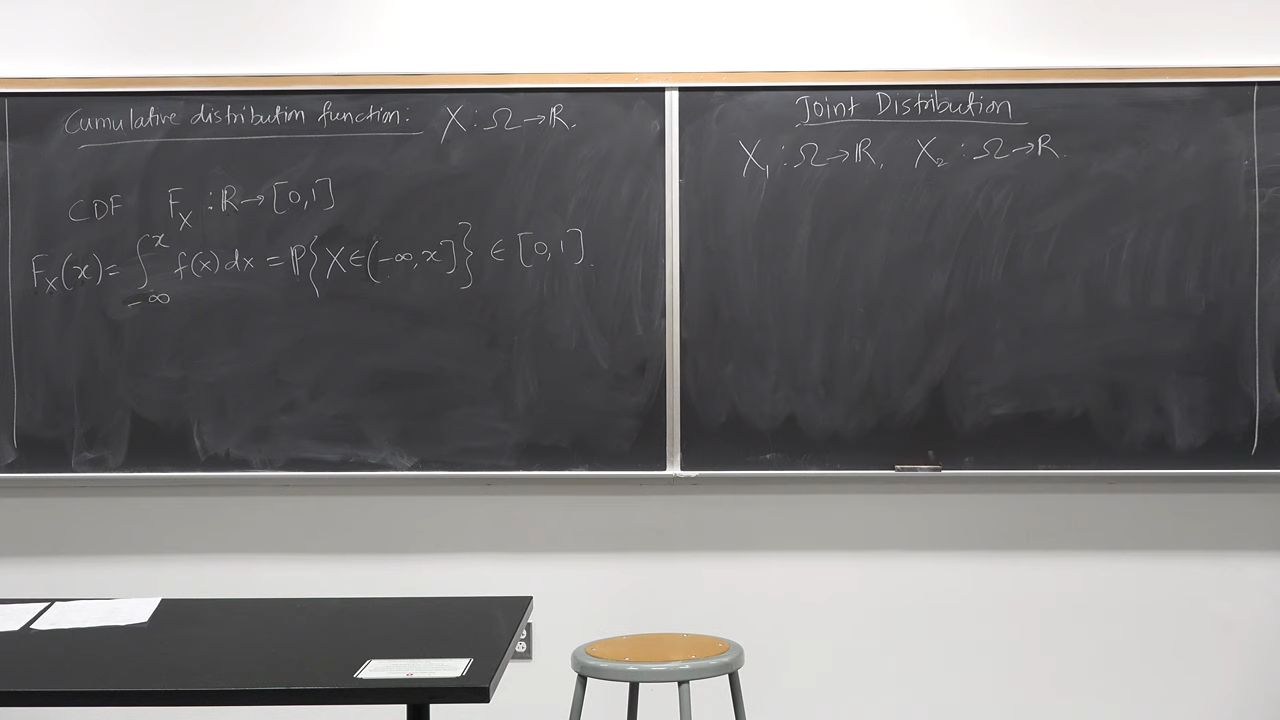 Cumulative distribution function: X : Ω → ℝ.
CDF F_X : ℝ → [0,1]
F_X(x) = ∫_{-∞}^{x} f(x) dx = ℙ{X ∈ (-∞, x]} ∈ [0,1].
Joint Distribution
X_1 : Ω → ℝ, X_2 : Ω → ℝ.